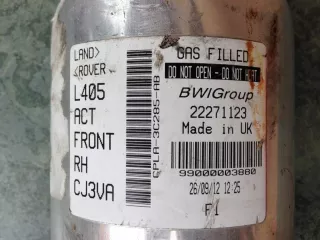 LAND
ROVER
L405
ACT
FRONT
RH
CJ3VA
CPLA-3C285-AB
GAS FILLED
DO NOT OPEN - DO NOT HEAT
BWIGroup
22271123
Made in UK
99000003880
26/09/12 12:25
F1